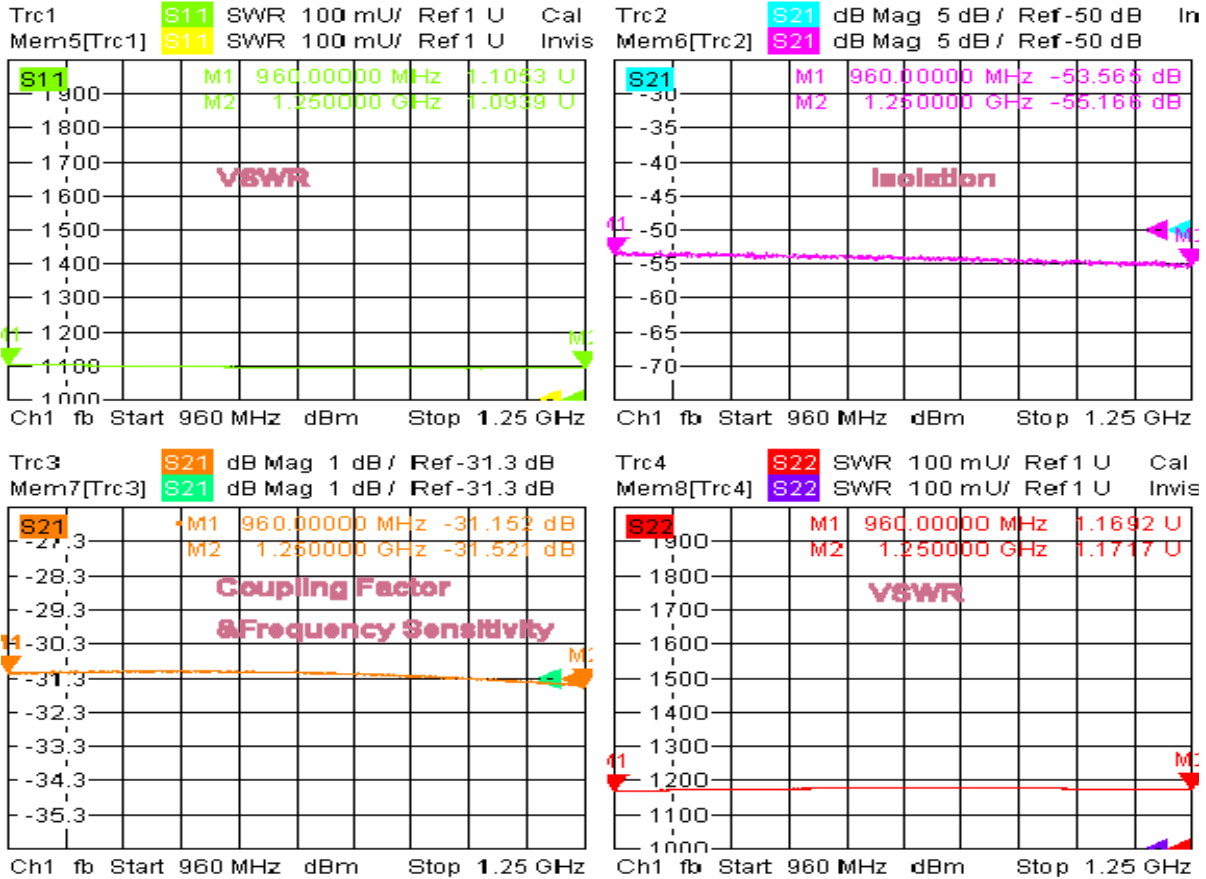 Trc1 S11 SWR 100 mU/ Ref 1 U Cal
Mem5[Trc1] S11 SWR 100 mU/ Ref 1 U Invis
S11
M1 960.00000 MHz 1.1053 U
M2 1.250000 GHz 1.0939 U
1900
1800
1700
VSWR
1600
1500
1400
1300
M2
1200
1100
1000
Ch1 fb Start 960 MHz dBm Stop 1.25 GHz
Trc2 S21 dB Mag 5 dB / Ref -50 dB In
Mem6[Trc2] S21 dB Mag 5 dB / Ref -50 dB
S21
M1 960.00000 MHz -53.565 dB
M2 1.250000 GHz -55.166 dB
-30
-35
-40
Isolation
-45
-50
-55
-60
-65
-70
Ch1 fb Start 960 MHz dBm Stop 1.25 GHz
Trc3 S21 dB Mag 1 dB / Ref -31.3 dB
Mem7[Trc3] S21 dB Mag 1 dB / Ref -31.3 dB
S21
•M1 960.00000 MHz -31.152 dB
M2 1.250000 GHz -31.521 dB
-27.3
-28.3
Coupling Factor
-29.3
&Frequency Sensitivity
-30.3
-31.3
-32.3
-33.3
-34.3
-35.3
Ch1 fb Start 960 MHz dBm Stop 1.25 GHz
Trc4 S22 SWR 100 mU/ Ref 1 U Cal
Mem8[Trc4] S22 SWR 100 mU/ Ref 1 U Invis
S22
M1 960.00000 MHz 1.1692 U
M2 1.250000 GHz 1.1717 U
1900
1800
VSWR
1700
1600
1500
1400
1300
1200
1100
1000
Ch1 fb Start 960 MHz dBm Stop 1.25 GHz